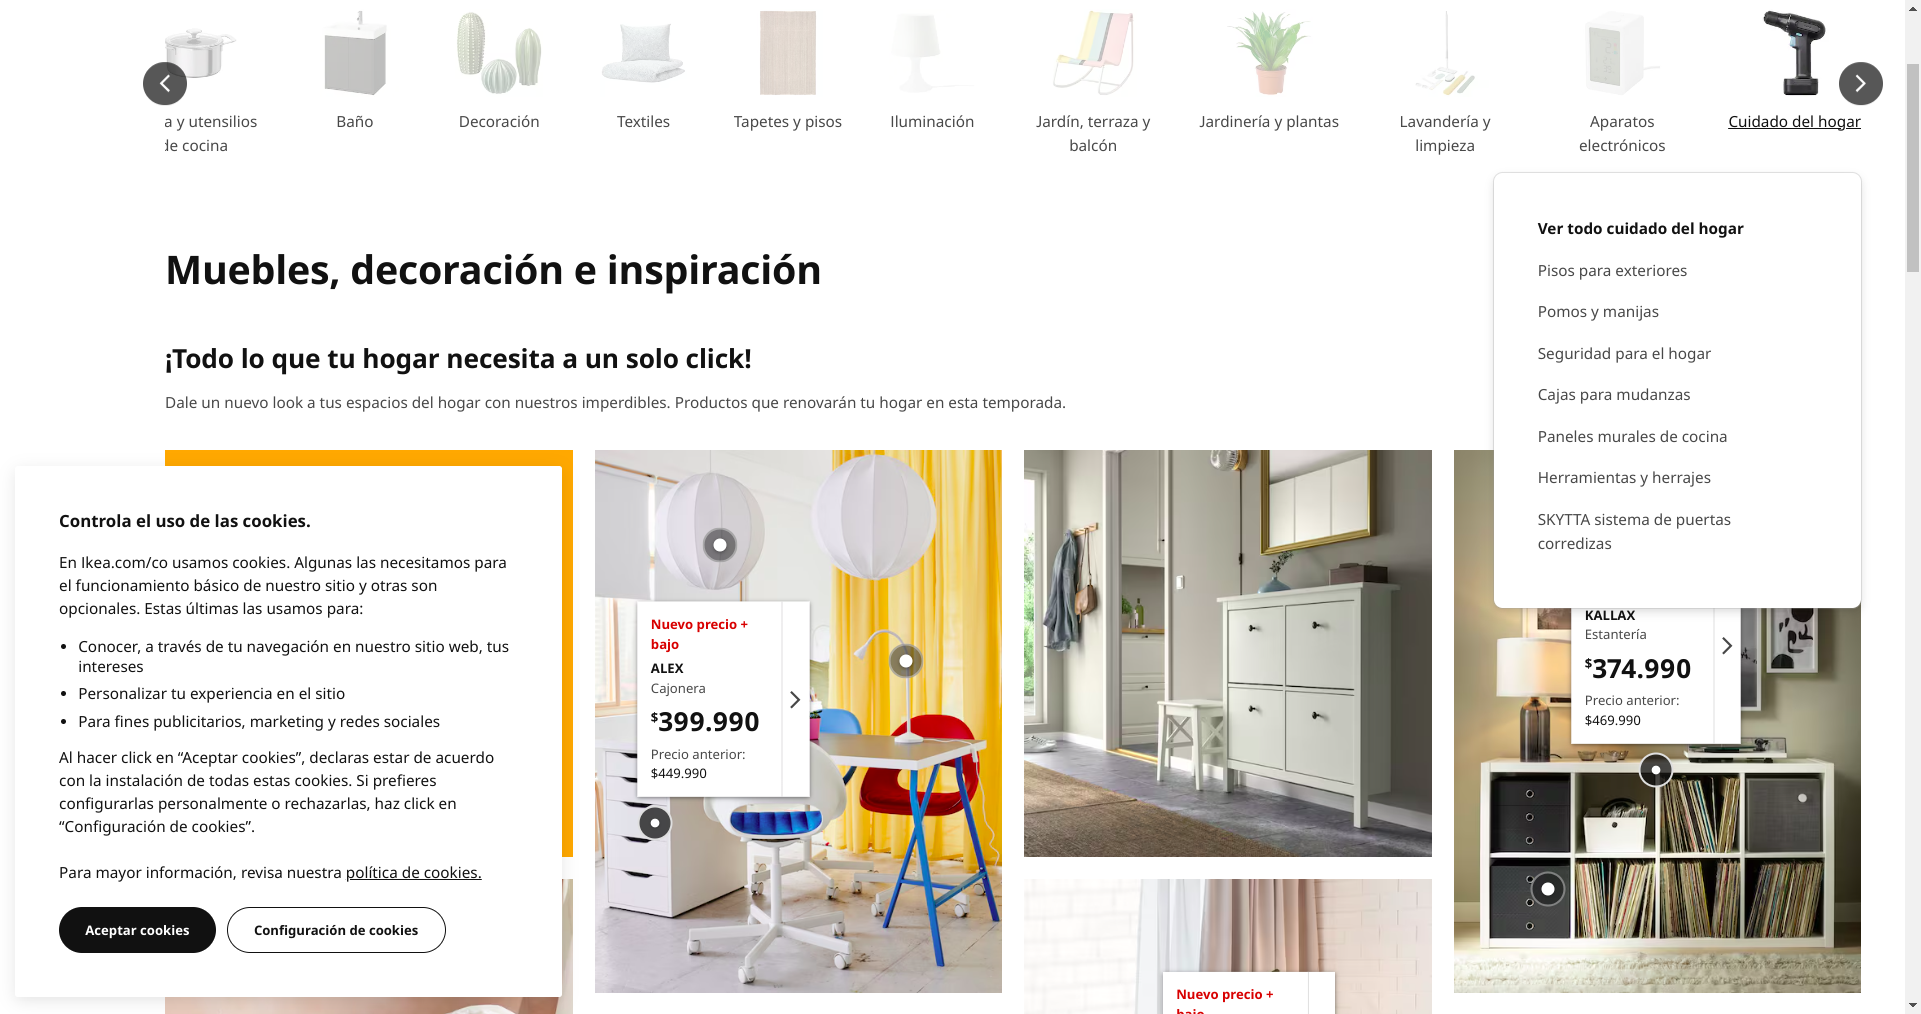 a y utensilios
de cocina
Baño
Decoración
Textiles
Tapetes y pisos
Iluminación
Jardín, terraza y
balcón
Jardinería y plantas
Lavandería y
limpieza
Aparatos
electrónicos
Cuidado del hogar
Ver todo cuidado del hogar
Pisos para exteriores
Pomos y manijas
Seguridad para el hogar
Cajas para mudanzas
Paneles murales de cocina
Herramientas y herrajes
SKYTTA sistema de puertas
corredizas
Muebles, decoración e inspiración
¡Todo lo que tu hogar necesita a un solo click!
Dale un nuevo look a tus espacios del hogar con nuestros imperdibles. Productos que renovarán tu hogar en esta temporada.
Controla el uso de las cookies.
En Ikea.com/co usamos cookies. Algunas las necesitamos para
el funcionamiento básico de nuestro sitio y otras son
opcionales. Estas últimas las usamos para:
• Conocer, a través de tu navegación en nuestro sitio web, tus
intereses
• Personalizar tu experiencia en el sitio
• Para fines publicitarios, marketing y redes sociales
Al hacer click en “Aceptar cookies”, declaras estar de acuerdo
con la instalación de todas estas cookies. Si prefieres
configurarlas personalmente o rechazarlas, haz click en
“Configuración de cookies”.
Para mayor información, revisa nuestra política de cookies.
Aceptar cookies
Configuración de cookies
Nuevo precio +
bajo
ALEX
Cajonera
$399.990
Precio anterior:
$449.990
KALLAX
Estantería
$374.990
Precio anterior:
$469.990
Nuevo precio +
bajo